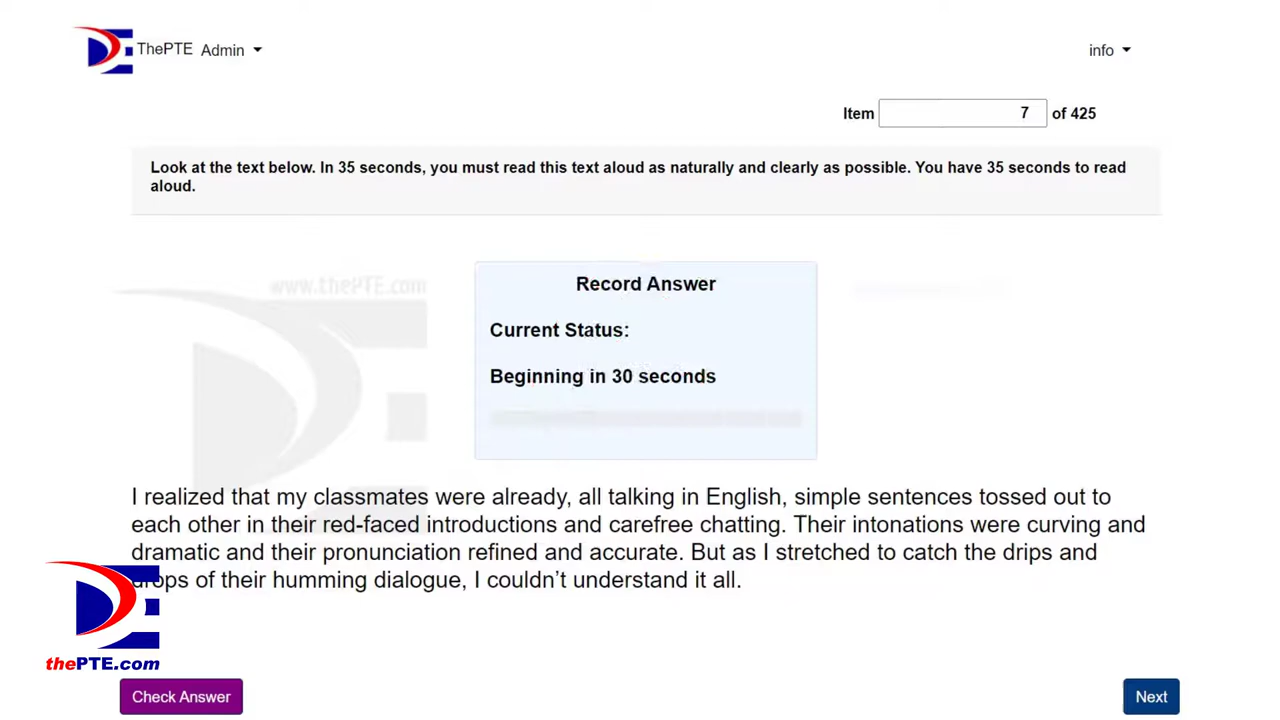 ThePTE Admin info
Item 7 of 425
Look at the text below. In 35 seconds, you must read this text aloud as naturally and clearly as possible. You have 35 seconds to read
aloud.
www.thePTE.com
Record Answer
Current Status:
Beginning in 30 seconds
I realized that my classmates were already, all talking in English, simple sentences tossed out to
each other in their red-faced introductions and carefree chatting. Their intonations were curving and
dramatic and their pronunciation refined and accurate. But as I stretched to catch the drips and
drops of their humming dialogue, I couldn’t understand it all.
thePTE.com
Check Answer Next